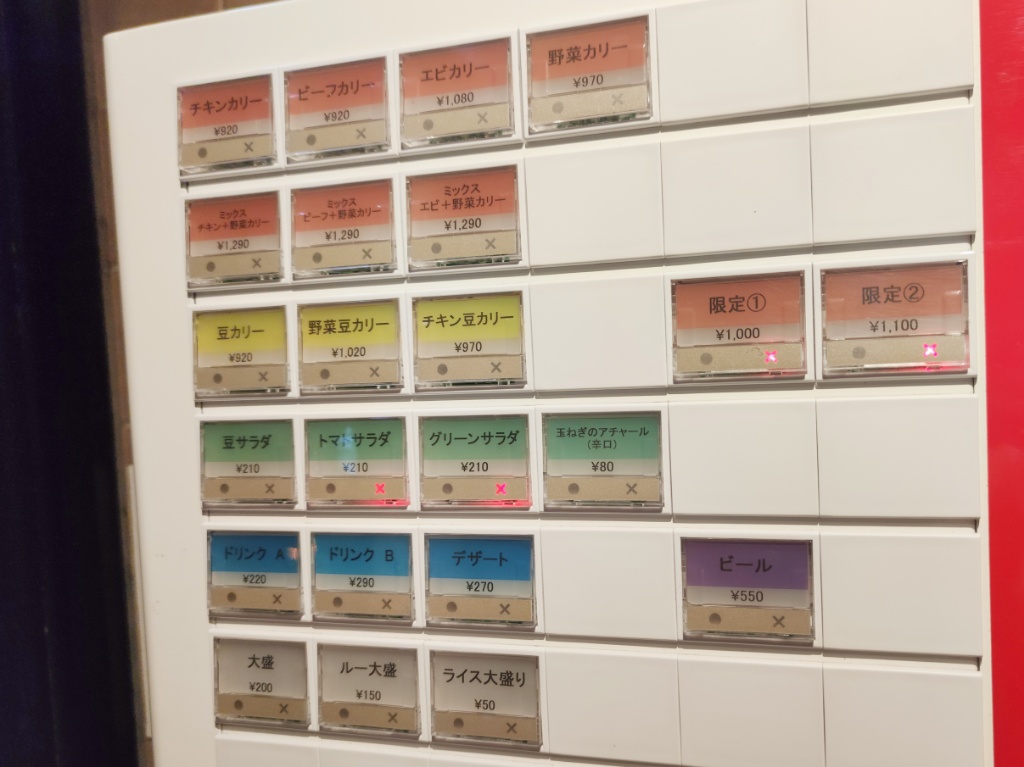 チキンカリー
¥920
ビーフカリー
¥920
エビカリー
¥1,080
野菜カリー
¥970
ミックス
チキン+野菜カリー
¥1,290
ミックス
ビーフ+野菜カリー
¥1,290
ミックス
エビ+野菜カリー
¥1,290
豆カリー
¥920
野菜豆カリー
¥1,020
チキン豆カリー
¥970
限定①
¥1,000
限定②
¥1,100
豆サラダ
¥210
トマトサラダ
¥210
グリーンサラダ
¥210
玉ねぎのアチャール
(辛口)
¥80
ドリンク A
¥220
ドリンク B
¥290
デザート
¥270
ビール
¥550
大盛
¥200
ルー大盛
¥150
ライス大盛り
¥50